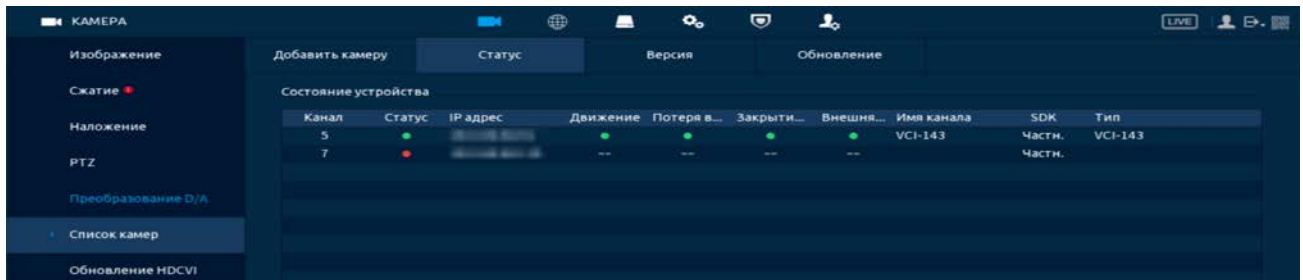 КАМЕРА LIVE
Изображение
Сжатие
Наложение
PTZ
Преобразование D/A
Список камер
Обновление HDCVI
Добавить камеру Статус Версия Обновление
Состояние устройства
Канал Статус IP адрес Движение Потеря в... Закрыти... Внешня... Имя канала SDK Тип
5 VCI-143 Частн. VCI-143
7 -- -- -- -- Частн.